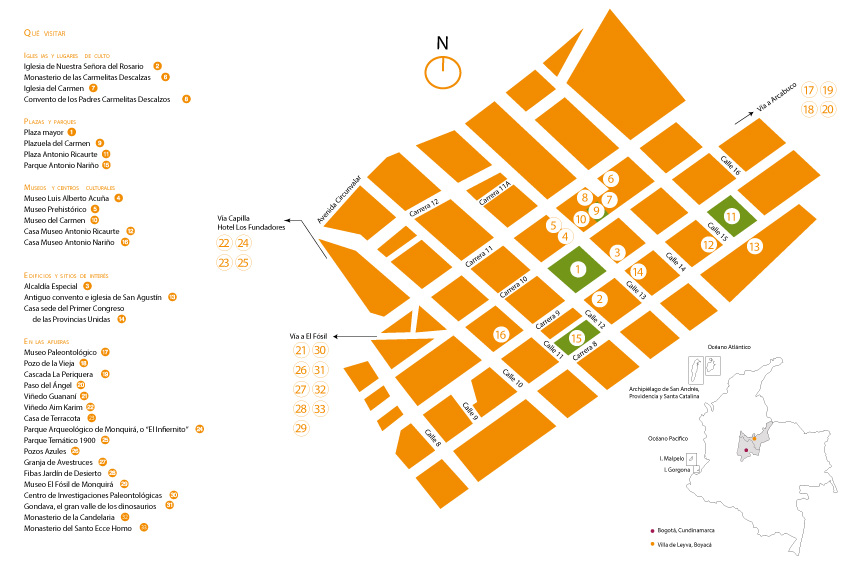 QUÉ VISITAR
IGLESIAS Y LUGARES DE CULTO
Iglesia de Nuestra Señora del Rosario 2
Monasterio de las Carmelitas Descalzas 6
Iglesia del Carmen 7
Convento de los Padres Carmelitas Descalzos 8
PLAZAS Y PARQUES
Plaza mayor 1
Plazuela del Carmen 9
Plaza Antonio Ricaurte 11
Parque Antonio Nariño 15
MUSEOS Y CENTROS CULTURALES
Museo Luis Alberto Acuña 4
Museo Prehistórico 5
Museo del Carmen 10
Casa Museo Antonio Ricaurte 12
Casa Museo Antonio Nariño 16
EDIFICIOS Y SITIOS DE INTERÉS
Alcaldía Especial 3
Antiguo convento e iglesia de San Agustín 13
Casa sede del Primer Congreso
de las Provincias Unidas 14
EN LAS AFUERAS
Museo Paleontológico 17
Pozo de la Vieja 18
Cascada La Periquera 19
Paso del Ángel 20
Viñedo Guananí 21
Viñedo Aim Karim 22
Casa de Terracota
Parque Arqueológico de Monquirá, o “El Infiernito” 24
Parque Temático 1900 25
Pozos Azules 26
Granja de Avestruces 27
Fibas Jardín de Desierto 28
Museo El Fósil de Monquirá 29
Centro de Investigaciones Paleontológicas 30
Gondava, el gran valle de los dinosaurios 31
Monasterio de la Candelaria
Monasterio del Santo Ecce Homo
N
Vía a Arcabuco
17 19
18 20
Avenida Circunvalar
Vía Capilla
Hotel Los Fundadores
22 24
23 25
Vía a El Fósil
21 30
26 31
27 32
28 33
29
Carrera 12
Carrera 11A
Carrera 11
Carrera 10
Carrera 9
Carrera 8
Calle 16
Calle 15
Calle 14
Calle 13
Calle 12
Calle 11
Calle 10
Calle 9
Calle 8
6
8
7
9
10
5
4
11
12
13
3
1
14
2
16
15
Océano Atlántico
Archipiélago de San Andrés,
Providencia y Santa Catalina
Océano Pacífico
I. Malpelo
I. Gorgona
Bogotá, Cundinamarca
Villa de Leyva, Boyacá